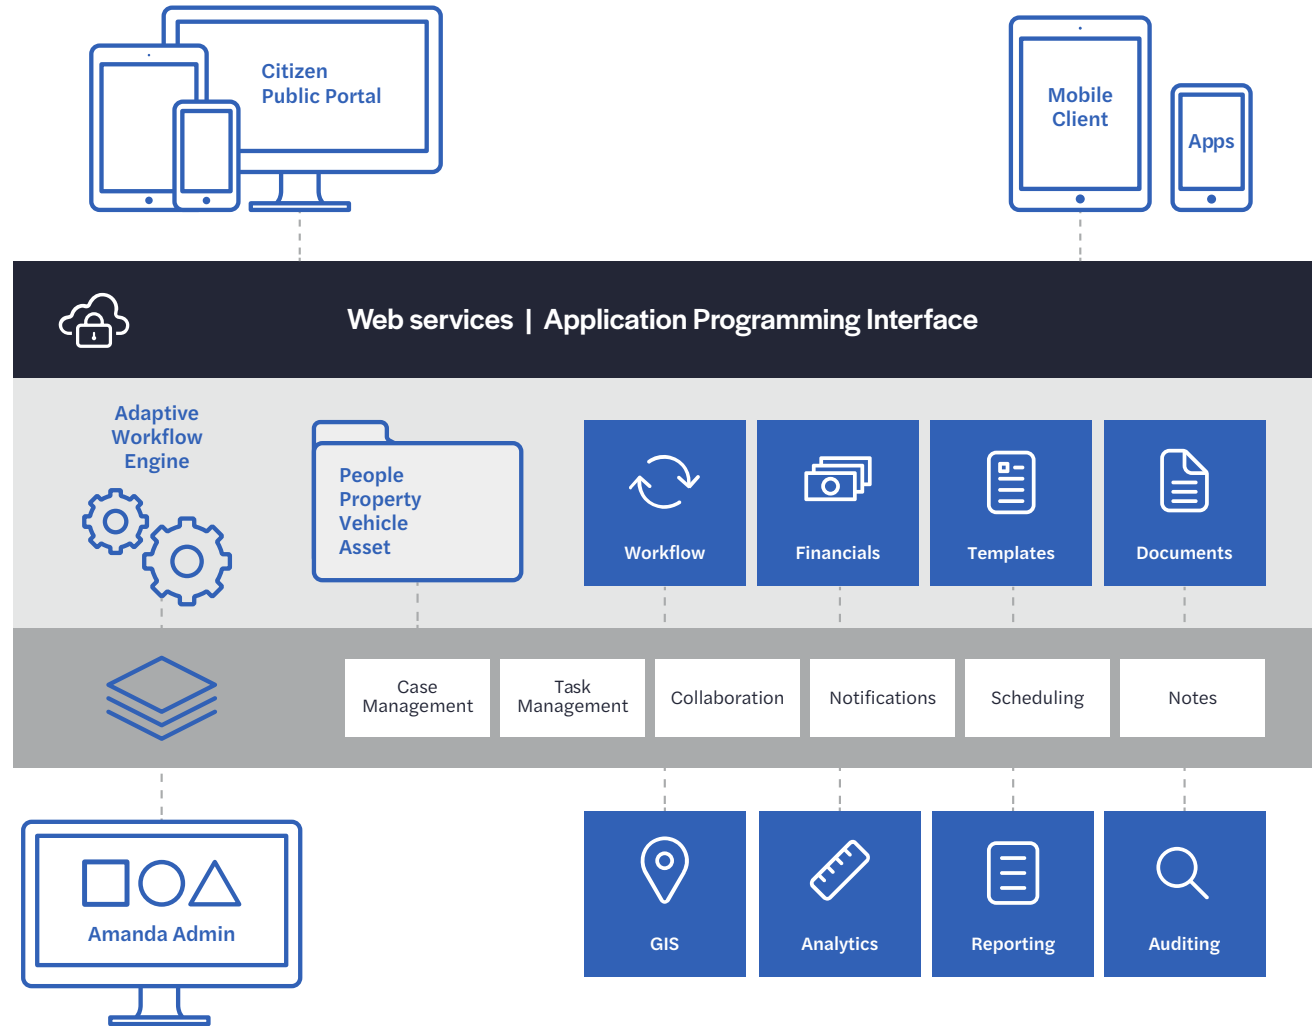 Citizen
Public Portal
Mobile
Client
Apps
Web services | Application Programming Interface
Adaptive
Workflow
Engine
People
Property
Vehicle
Asset
Workflow
Financials
Templates
Documents
Case
Management
Task
Management
Collaboration
Notifications
Scheduling
Notes
Amanda Admin
GIS
Analytics
Reporting
Auditing